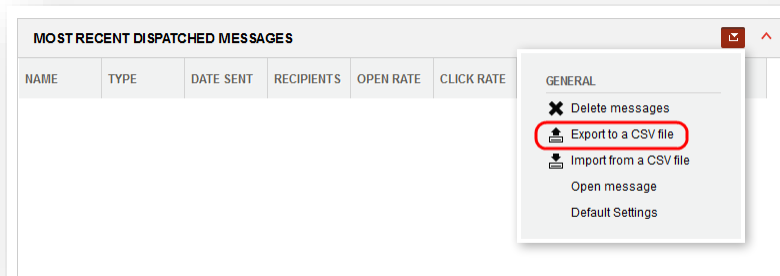 MOST RECENT DISPATCHED MESSAGES
NAME TYPE DATE SENT RECIPIENTS OPEN RATE CLICK RATE
GENERAL
Delete messages
Export to a CSV file
Import from a CSV file
Open message
Default Settings